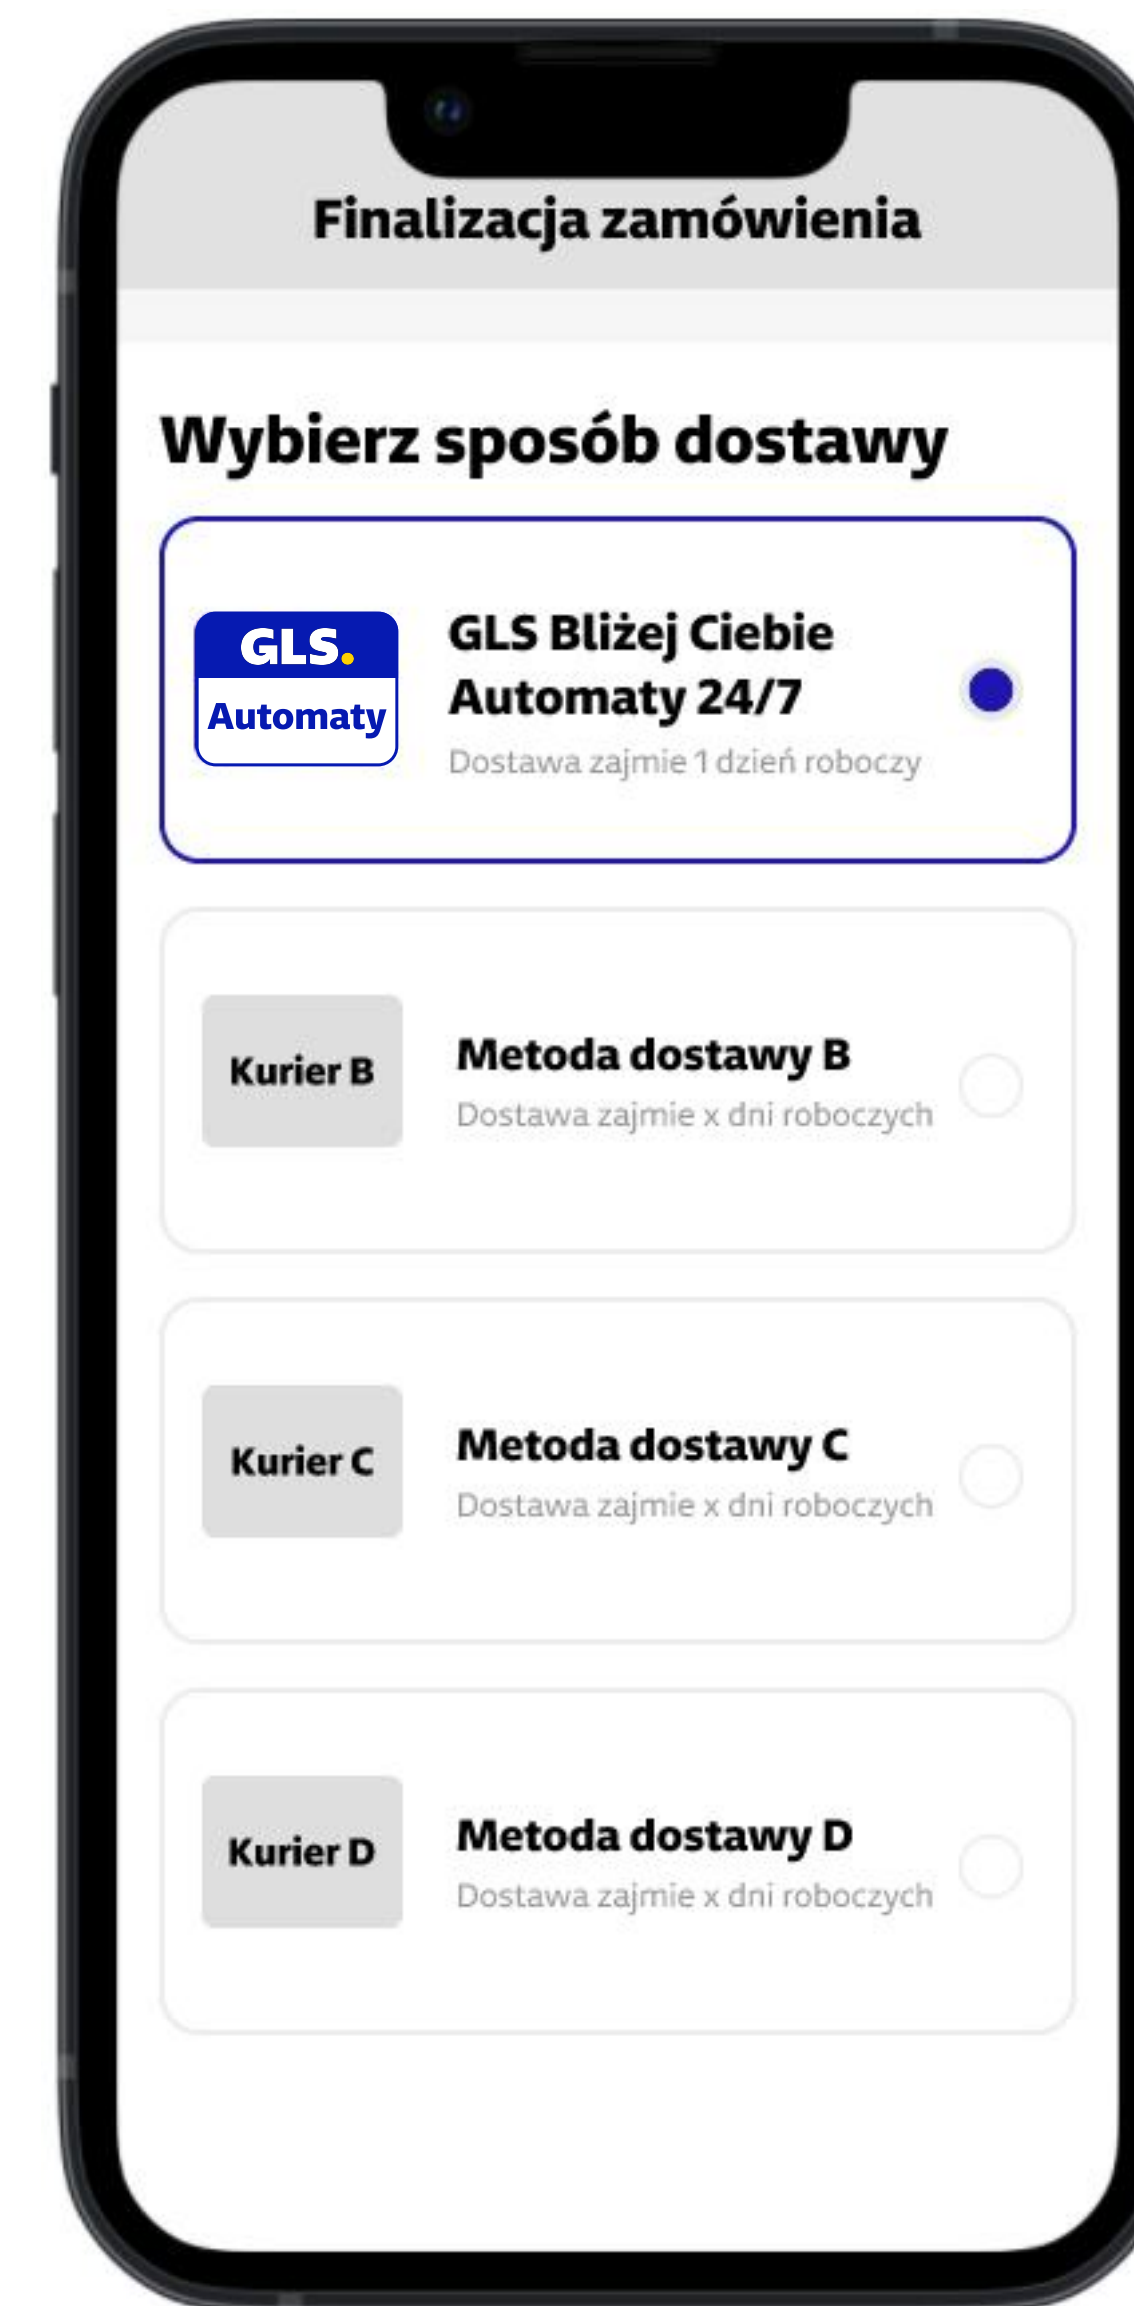 Finalizacja zamówienia
Wybierz sposób dostawy
GLS.
Automaty
GLS Bliżej Ciebie
Automaty 24/7
Dostawa zajmie 1 dzień roboczy
Kurier B
Metoda dostawy B
Dostawa zajmie x dni roboczych
Kurier C
Metoda dostawy C
Dostawa zajmie x dni roboczych
Kurier D
Metoda dostawy D
Dostawa zajmie x dni roboczych